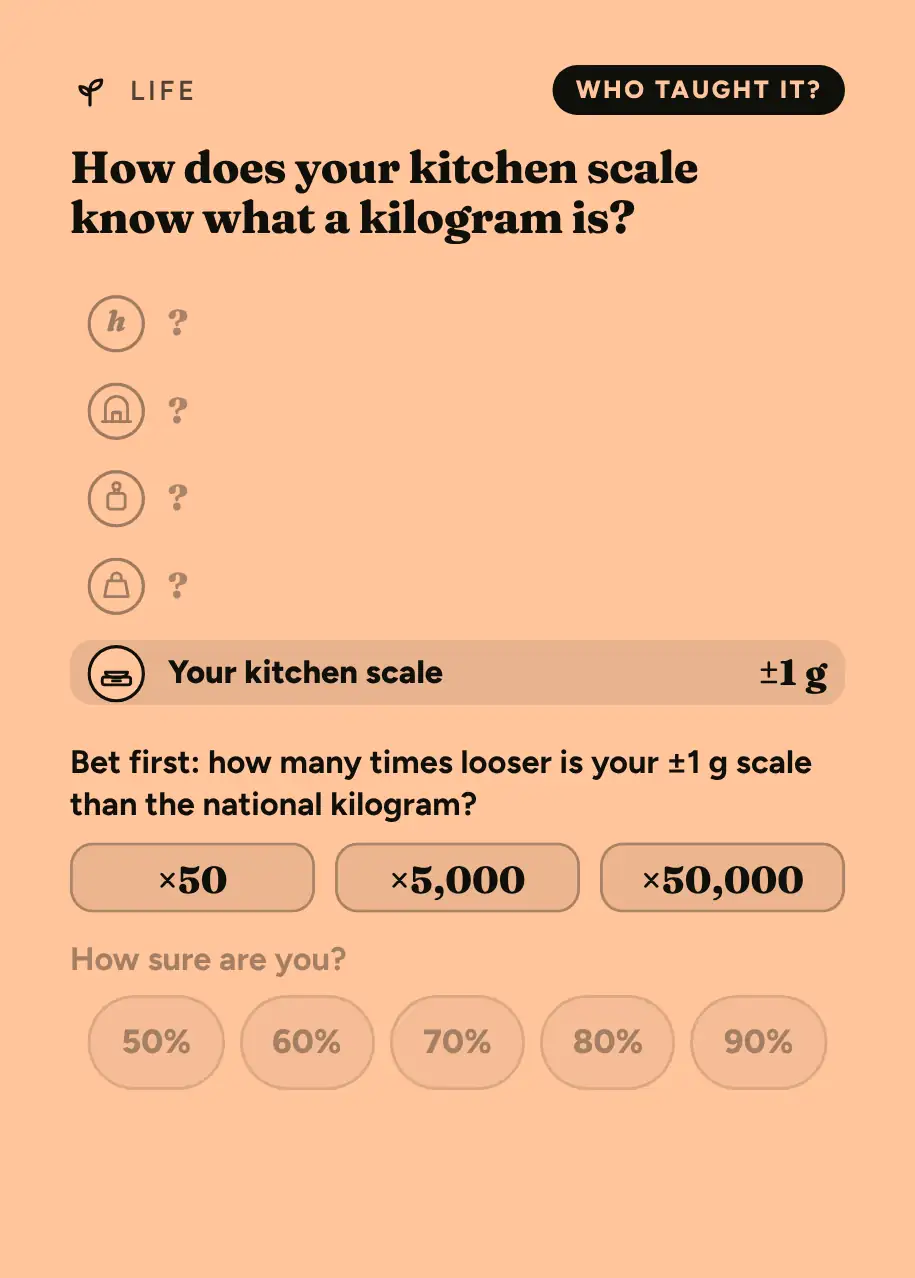 LIFE
WHO TAUGHT IT?
How does your kitchen scale
know what a kilogram is?
h ?
?
?
?
Your kitchen scale ±1 g
Bet first: how many times looser is your ±1 g scale
than the national kilogram?
×50 ×5,000 ×50,000
How sure are you?
50% 60% 70% 80% 90%